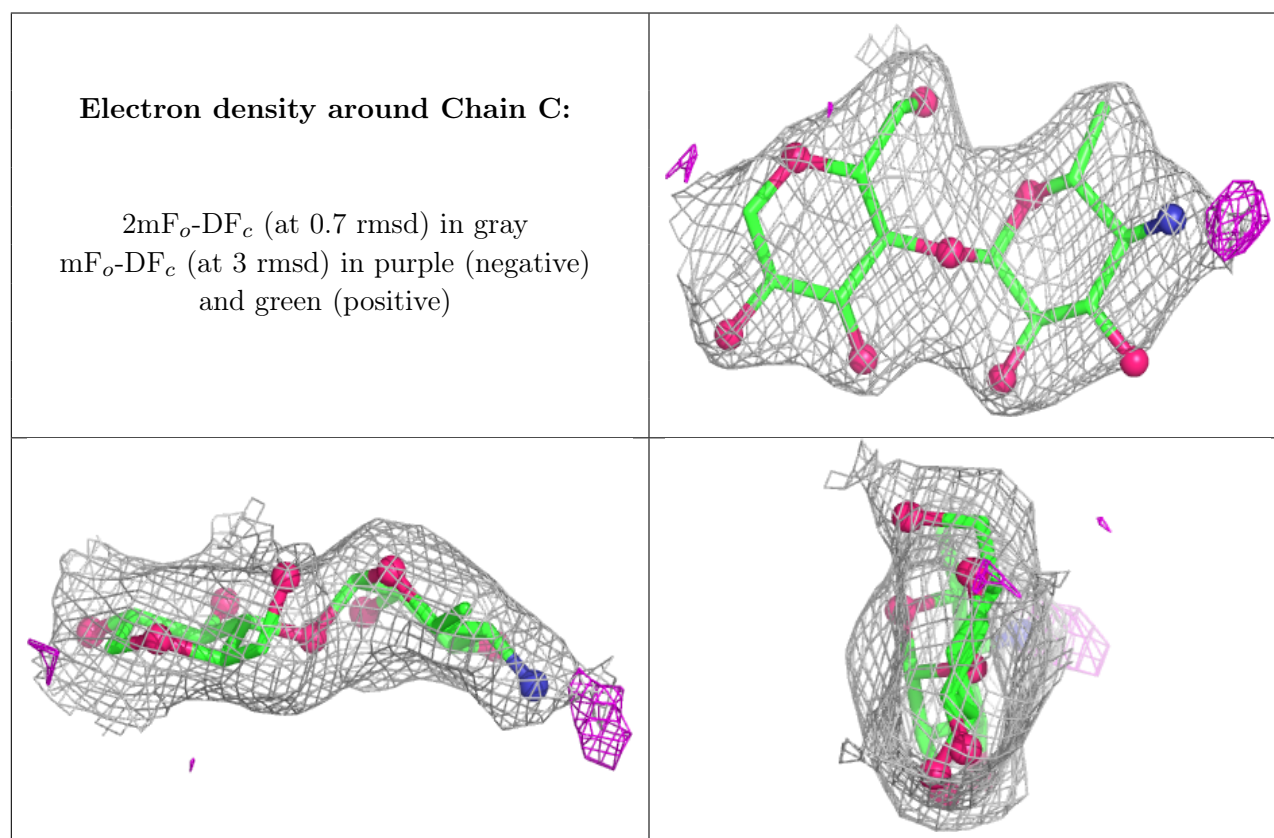 Electron density around Chain C:
2mFₒ-DF𝒸 (at 0.7 rmsd) in gray
mFₒ-DF𝒸 (at 3 rmsd) in purple (negative)
and green (positive)